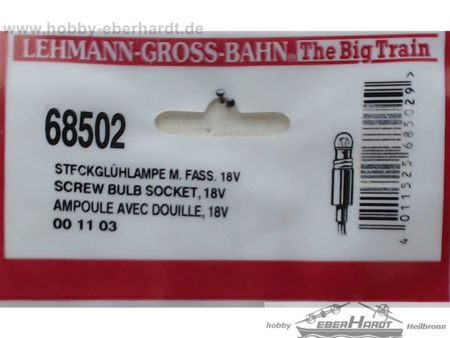 www.hobby-eberhardt.de
LEHMANN-GROSS-BAHN® The Big Train
68502
STECKGLÜHLAMPE M. FASS. 18V
SCREW BULB SOCKET, 18V
AMPOULE AVEC DOUILLE, 18V
00 11 03
4 011525 685029 >
hobby EBERHARDT Heilbronn